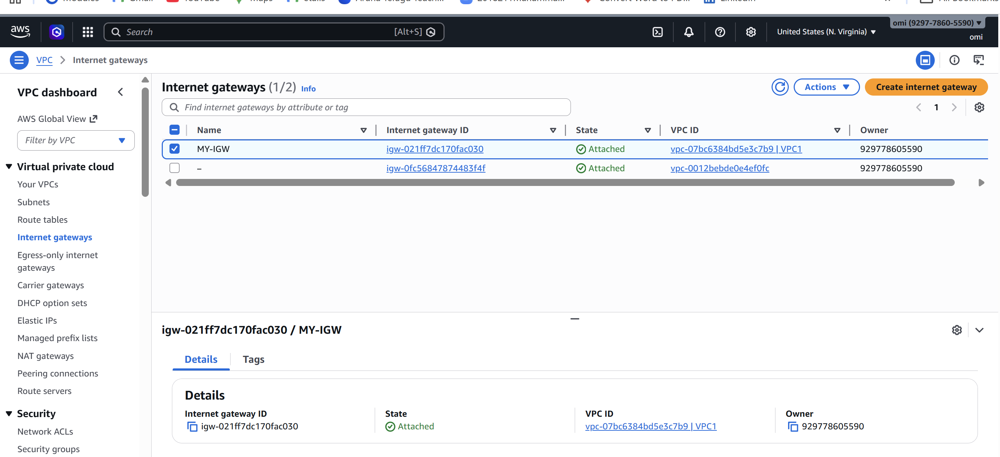 aws
Search
[Alt+S]
United States (N. Virginia)
omi (9297-7860-5590)
omi
VPC
Internet gateways
VPC dashboard
AWS Global View
Filter by VPC
Virtual private cloud
Your VPCs
Subnets
Route tables
Internet gateways
Egress-only internet
gateways
Carrier gateways
DHCP option sets
Elastic IPs
Managed prefix lists
NAT gateways
Peering connections
Route servers
Security
Network ACLs
Security groups
Internet gateways (1/2) Info
Actions
Create internet gateway
Find internet gateways by attribute or tag
1
Name Internet gateway ID State VPC ID Owner
MY-IGW igw-021ff7dc170fac030 Attached vpc-07bc6384bd5e3c7b9 | VPC1 929778605590
– igw-0fc56847874483f4f Attached vpc-0012bebde0e4ef0fc 929778605590
igw-021ff7dc170fac030 / MY-IGW
Details Tags
Details
Internet gateway ID State VPC ID Owner
igw-021ff7dc170fac030 Attached vpc-07bc6384bd5e3c7b9 | VPC1 929778605590